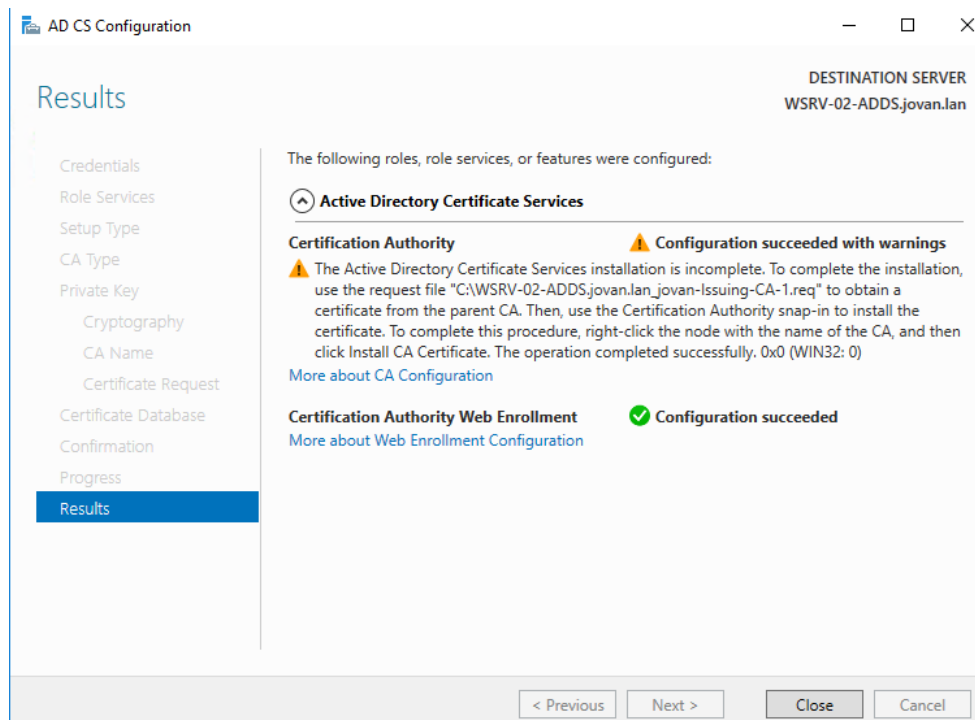 AD CS Configuration
Results
DESTINATION SERVER
WSRV-02-ADDS.jovan.lan
Credentials
Role Services
Setup Type
CA Type
Private Key
Cryptography
CA Name
Certificate Request
Certificate Database
Confirmation
Progress
Results
The following roles, role services, or features were configured:
Active Directory Certificate Services
Certification Authority
Configuration succeeded with warnings
The Active Directory Certificate Services installation is incomplete. To complete the installation,
use the request file "C:\WSRV-02-ADDS.jovan.lan_jovan-Issuing-CA-1.req" to obtain a
certificate from the parent CA. Then, use the Certification Authority snap-in to install the
certificate. To complete this procedure, right-click the node with the name of the CA, and then
click Install CA Certificate. The operation completed successfully. 0x0 (WIN32: 0)
More about CA Configuration
Certification Authority Web Enrollment
Configuration succeeded
More about Web Enrollment Configuration
< Previous
Next >
Close
Cancel